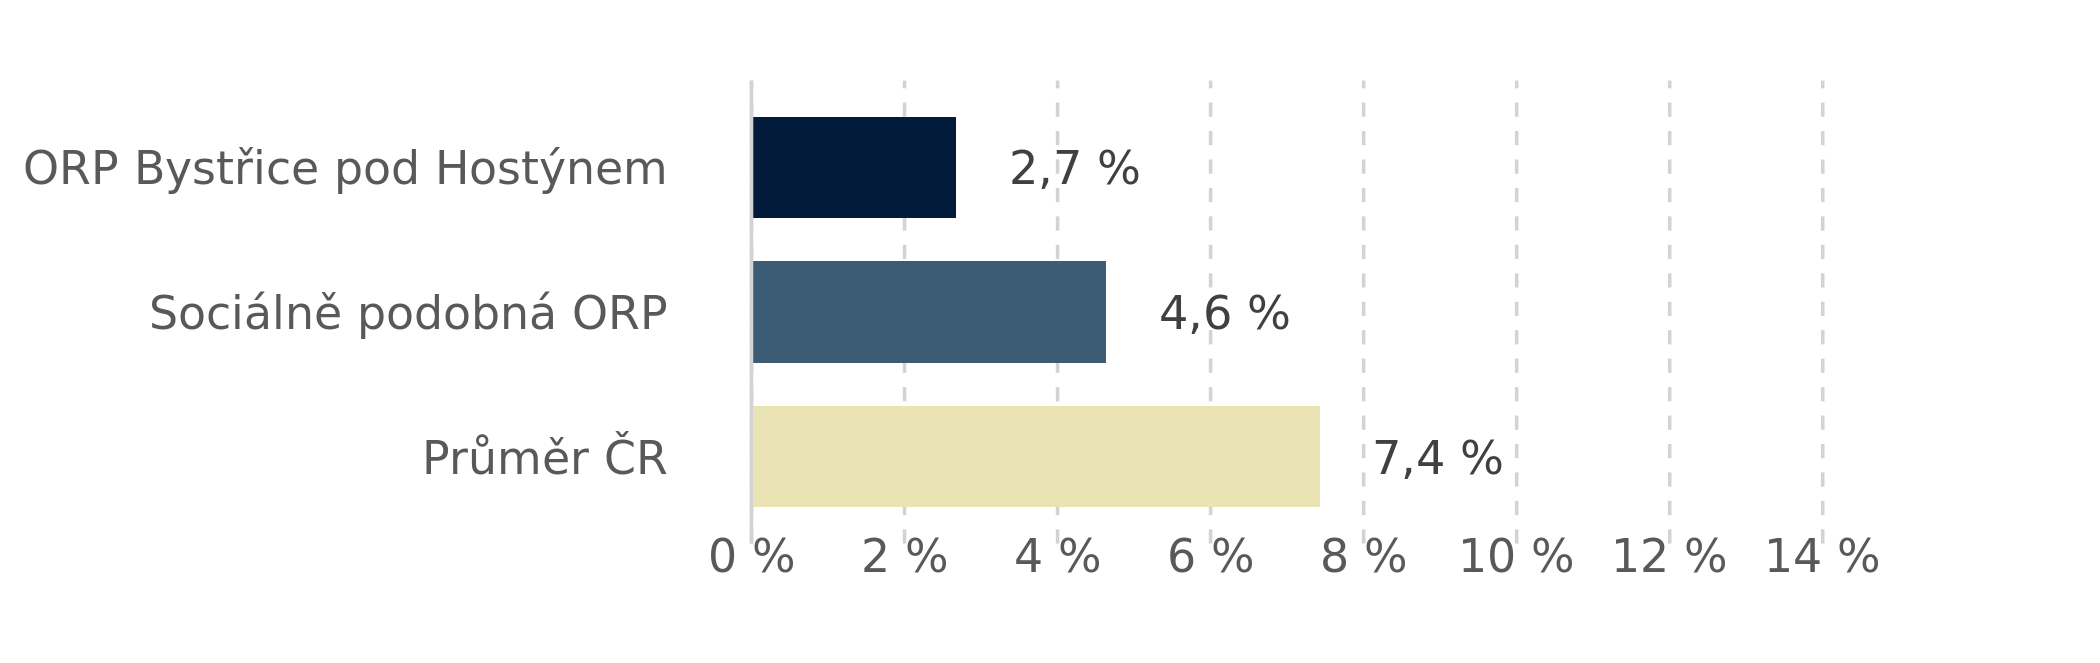 ORP Bystřice pod Hostýnem 2,7 %
Sociálně podobná ORP 4,6 %
Průměr ČR 7,4 %
0 % 2 % 4 % 6 % 8 % 10 % 12 % 14 %